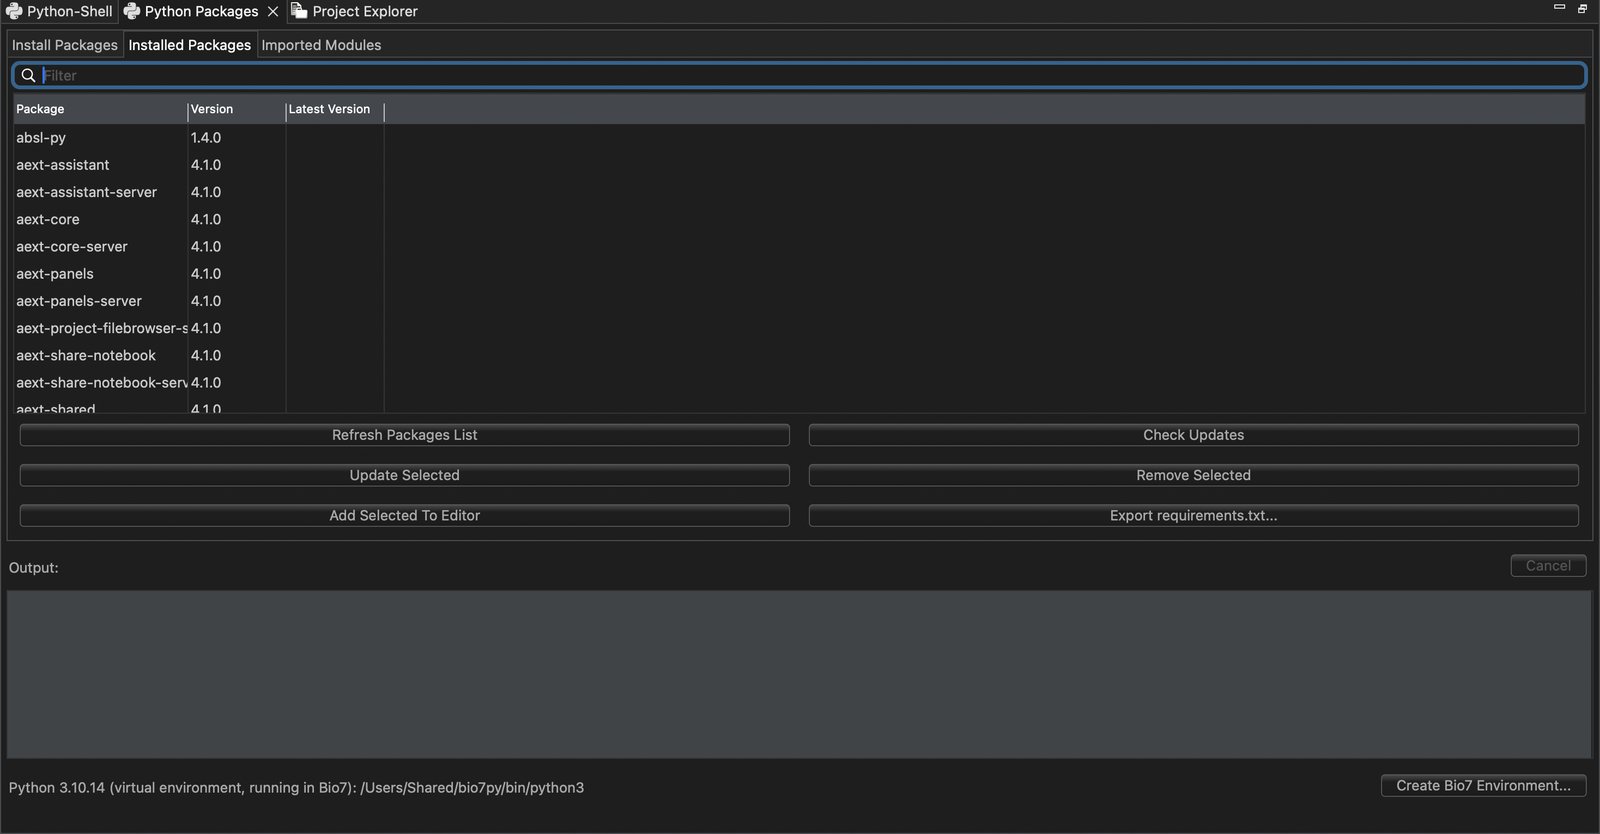 Python-Shell Python Packages Project Explorer
Install Packages Installed Packages Imported Modules
Filter
Package Version Latest Version
absl-py 1.4.0
aext-assistant 4.1.0
aext-assistant-server 4.1.0
aext-core 4.1.0
aext-core-server 4.1.0
aext-panels 4.1.0
aext-panels-server 4.1.0
aext-project-filebrowser-s 4.1.0
aext-share-notebook 4.1.0
aext-share-notebook-serv 4.1.0
aext-shared 4.1.0
Refresh Packages List Check Updates
Update Selected Remove Selected
Add Selected To Editor Export requirements.txt...
Output: Cancel
Python 3.10.14 (virtual environment, running in Bio7): /Users/Shared/bio7py/bin/python3 Create Bio7 Environment...